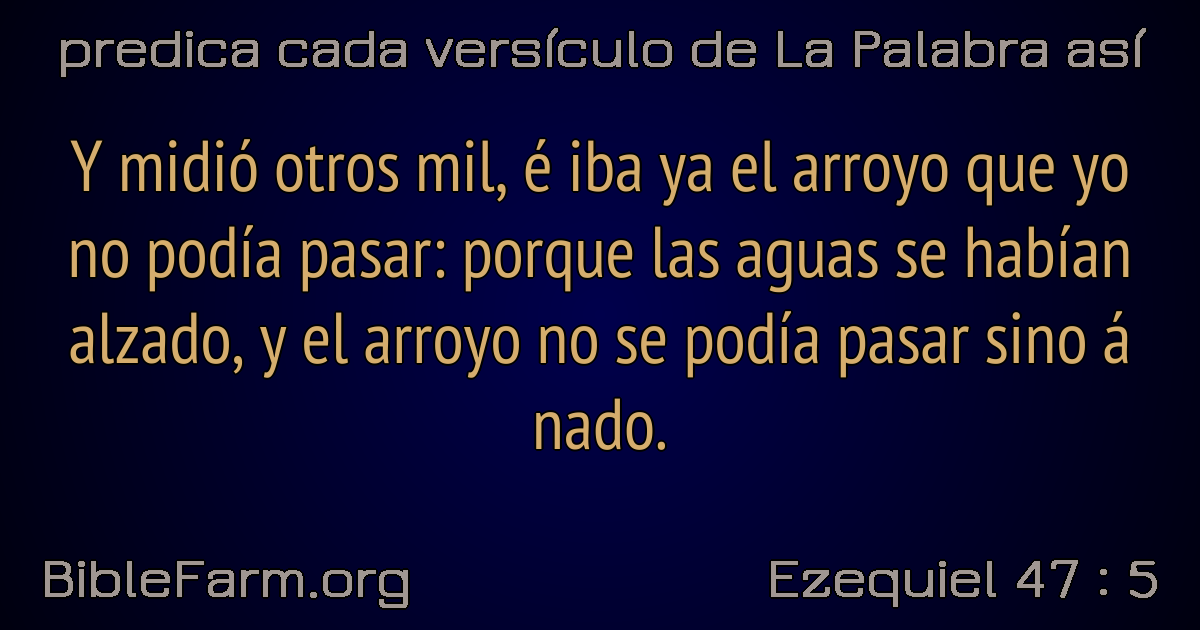 predica cada versículo de La Palabra así
Y midió otros mil, é iba ya el arroyo que yo
no podía pasar: porque las aguas se habían
alzado, y el arroyo no se podía pasar sino á
nado.
BibleFarm.org
Ezequiel 47 : 5